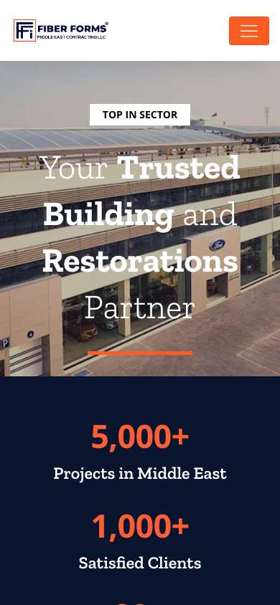 FIBER FORMS®
MIDDLE EAST CONTRACTING LLC
TOP IN SECTOR
Your Trusted
Building and
Restorations
Partner
Ford
P
5,000+
Projects in Middle East
1,000+
Satisfied Clients